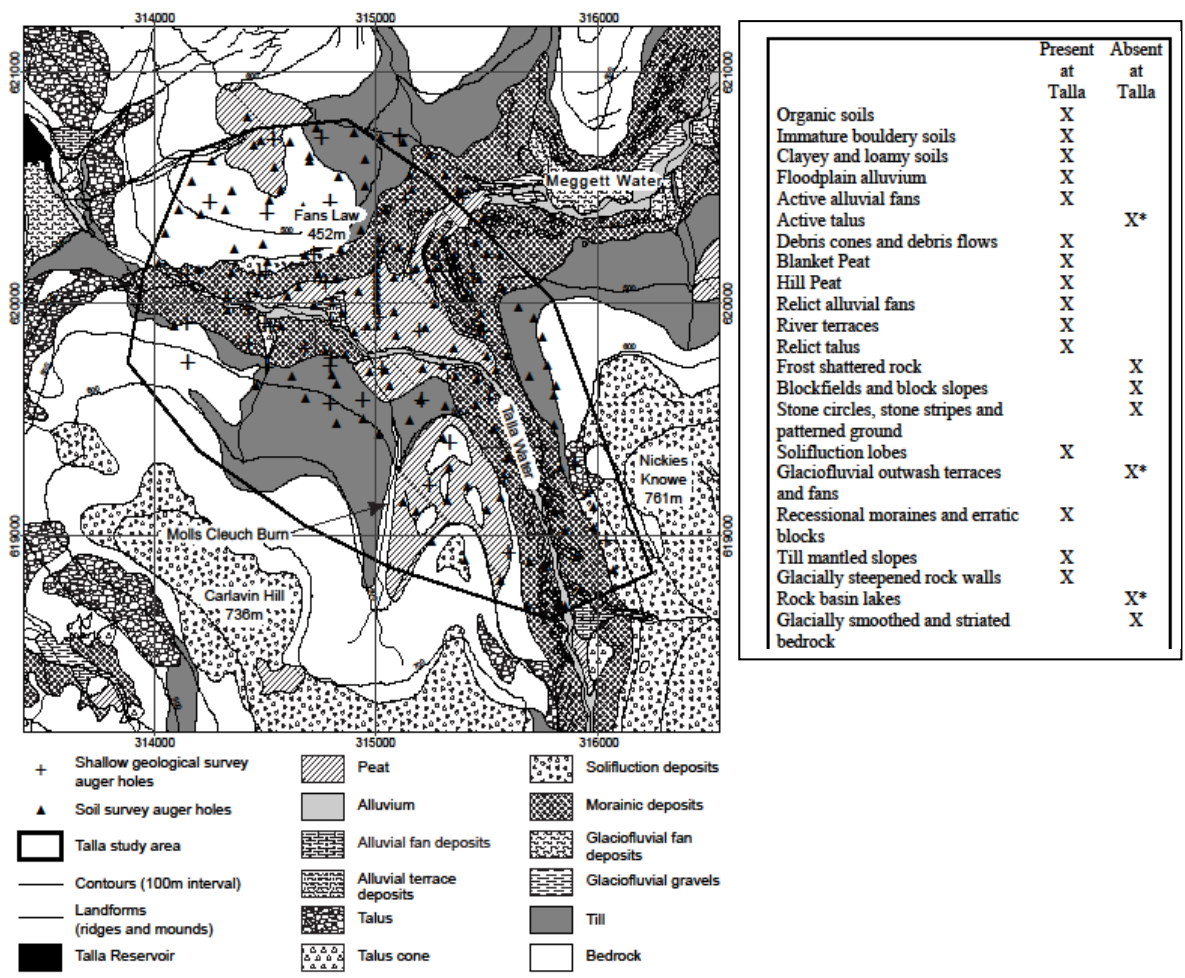 314000
315000
316000
621000
621000
Meggett Water
Fans Law
452m
620000
620000
Talla Water
Nickies
Knowe
761m
619000
619000
Molls Cleuch Burn
Carlavin Hill
736m
314000
315000
316000
Shallow geological survey
auger holes
Soil survey auger holes
Talla study area
Contours (100m interval)
Landforms
(ridges and mounds)
Talla Reservoir
Peat
Alluvium
Alluvial fan deposits
Alluvial terrace
deposits
Talus
Talus cone
Solifluction deposits
Morainic deposits
Glaciofluvial fan
deposits
Glaciofluvial gravels
Till
Bedrock
Present Absent
at at
Talla Talla
Organic soils X
Immature bouldery soils X
Clayey and loamy soils X
Floodplain alluvium X
Active alluvial fans X
Active talus X*
Debris cones and debris flows X
Blanket Peat X
Hill Peat X
Relict alluvial fans X
River terraces X
Relict talus X
Frost shattered rock X
Blockfields and block slopes X
Stone circles, stone stripes and X
patterned ground
Solifluction lobes X
Glaciofluvial outwash terraces X*
and fans
Recessional moraines and erratic X
blocks
Till mantled slopes X
Glacially steepened rock walls X
Rock basin lakes X*
Glacially smoothed and striated X
bedrock